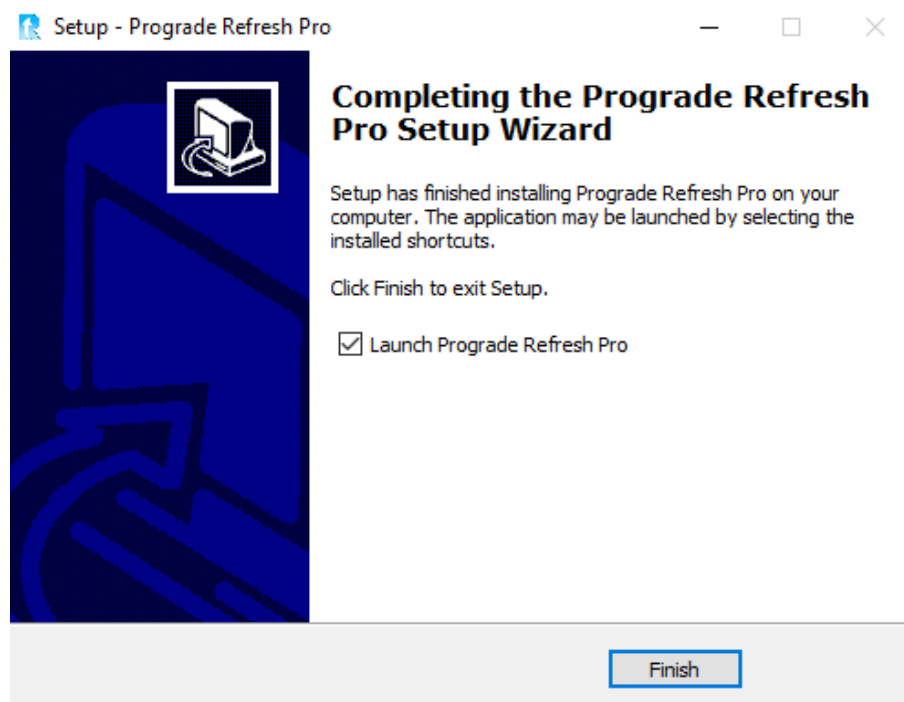 Setup - Prograde Refresh Pro
Completing the Prograde Refresh
Pro Setup Wizard
Setup has finished installing Prograde Refresh Pro on your
computer. The application may be launched by selecting the
installed shortcuts.
Click Finish to exit Setup.
Launch Prograde Refresh Pro
Finish